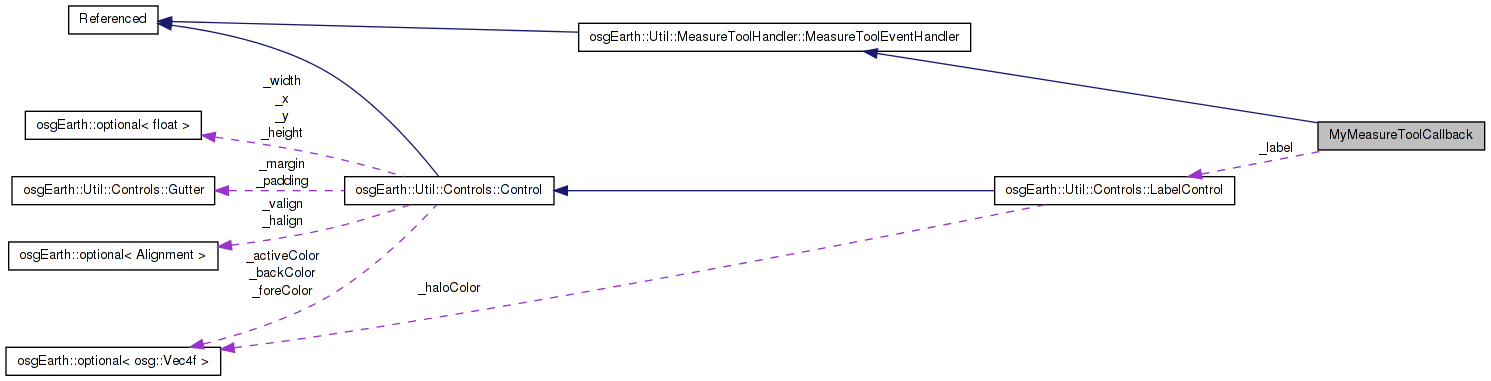 Referenced
osgEarth::Util::MeasureToolHandler::MeasureToolEventHandler
_width
_x
_y
_height
osgEarth::optional< float >
MyMeasureToolCallback
_label
_margin
_padding
osgEarth::Util::Controls::Gutter
osgEarth::Util::Controls::Control
osgEarth::Util::Controls::LabelControl
_valign
_halign
osgEarth::optional< Alignment >
_activeColor
_backColor
_foreColor
_haloColor
osgEarth::optional< osg::Vec4f >